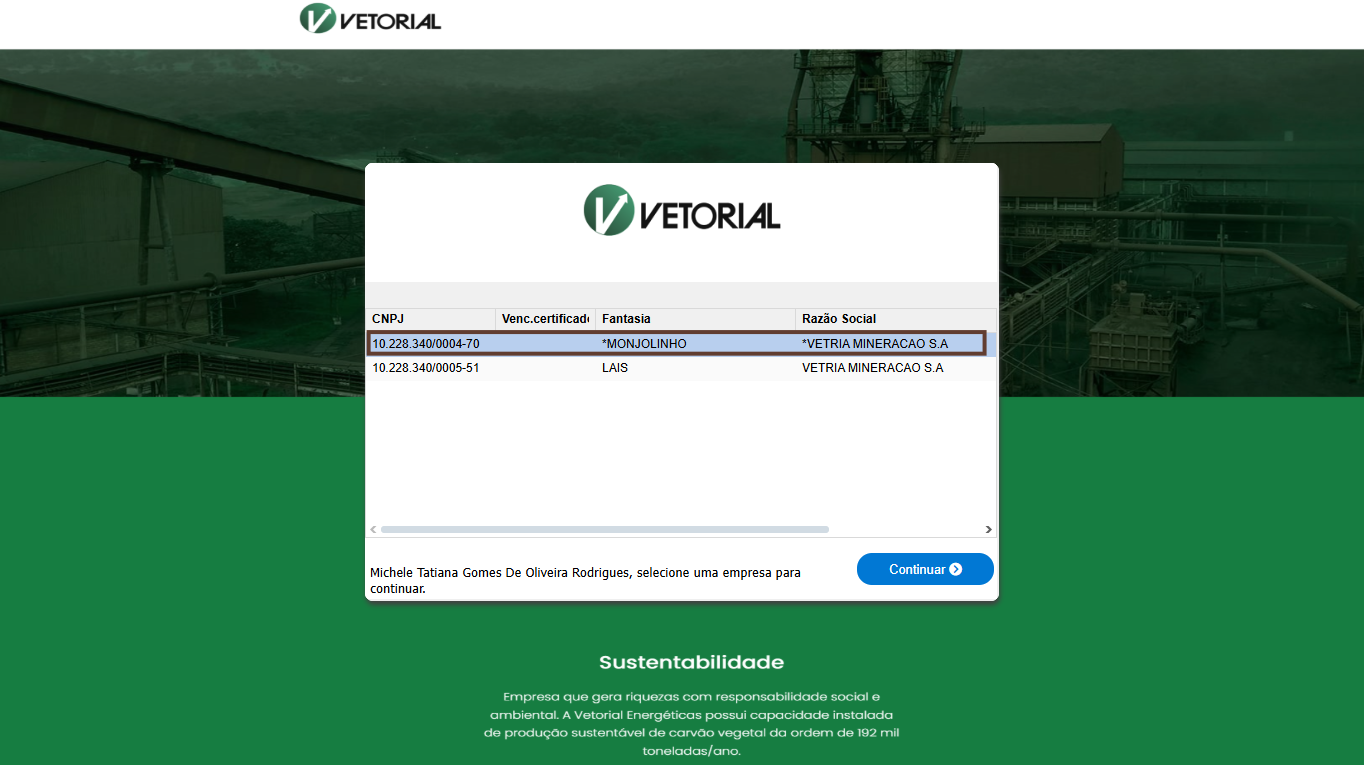 VETORIAL
VETORIAL
CNPJ Venc.certificado Fantasia Razão Social
10.228.340/0004-70 *MONJOLINHO *VETRIA MINERACAO S.A
10.228.340/0005-51 LAIS VETRIA MINERACAO S.A
Michele Tatiana Gomes De Oliveira Rodrigues, selecione uma empresa para
continuar.
Continuar
Sustentabilidade
Empresa que gera riquezas com responsabilidade social e
ambiental. A Vetorial Energéticas possui capacidade instalada
de produção sustentável de carvão vegetal da ordem de 192 mil
toneladas/ano.